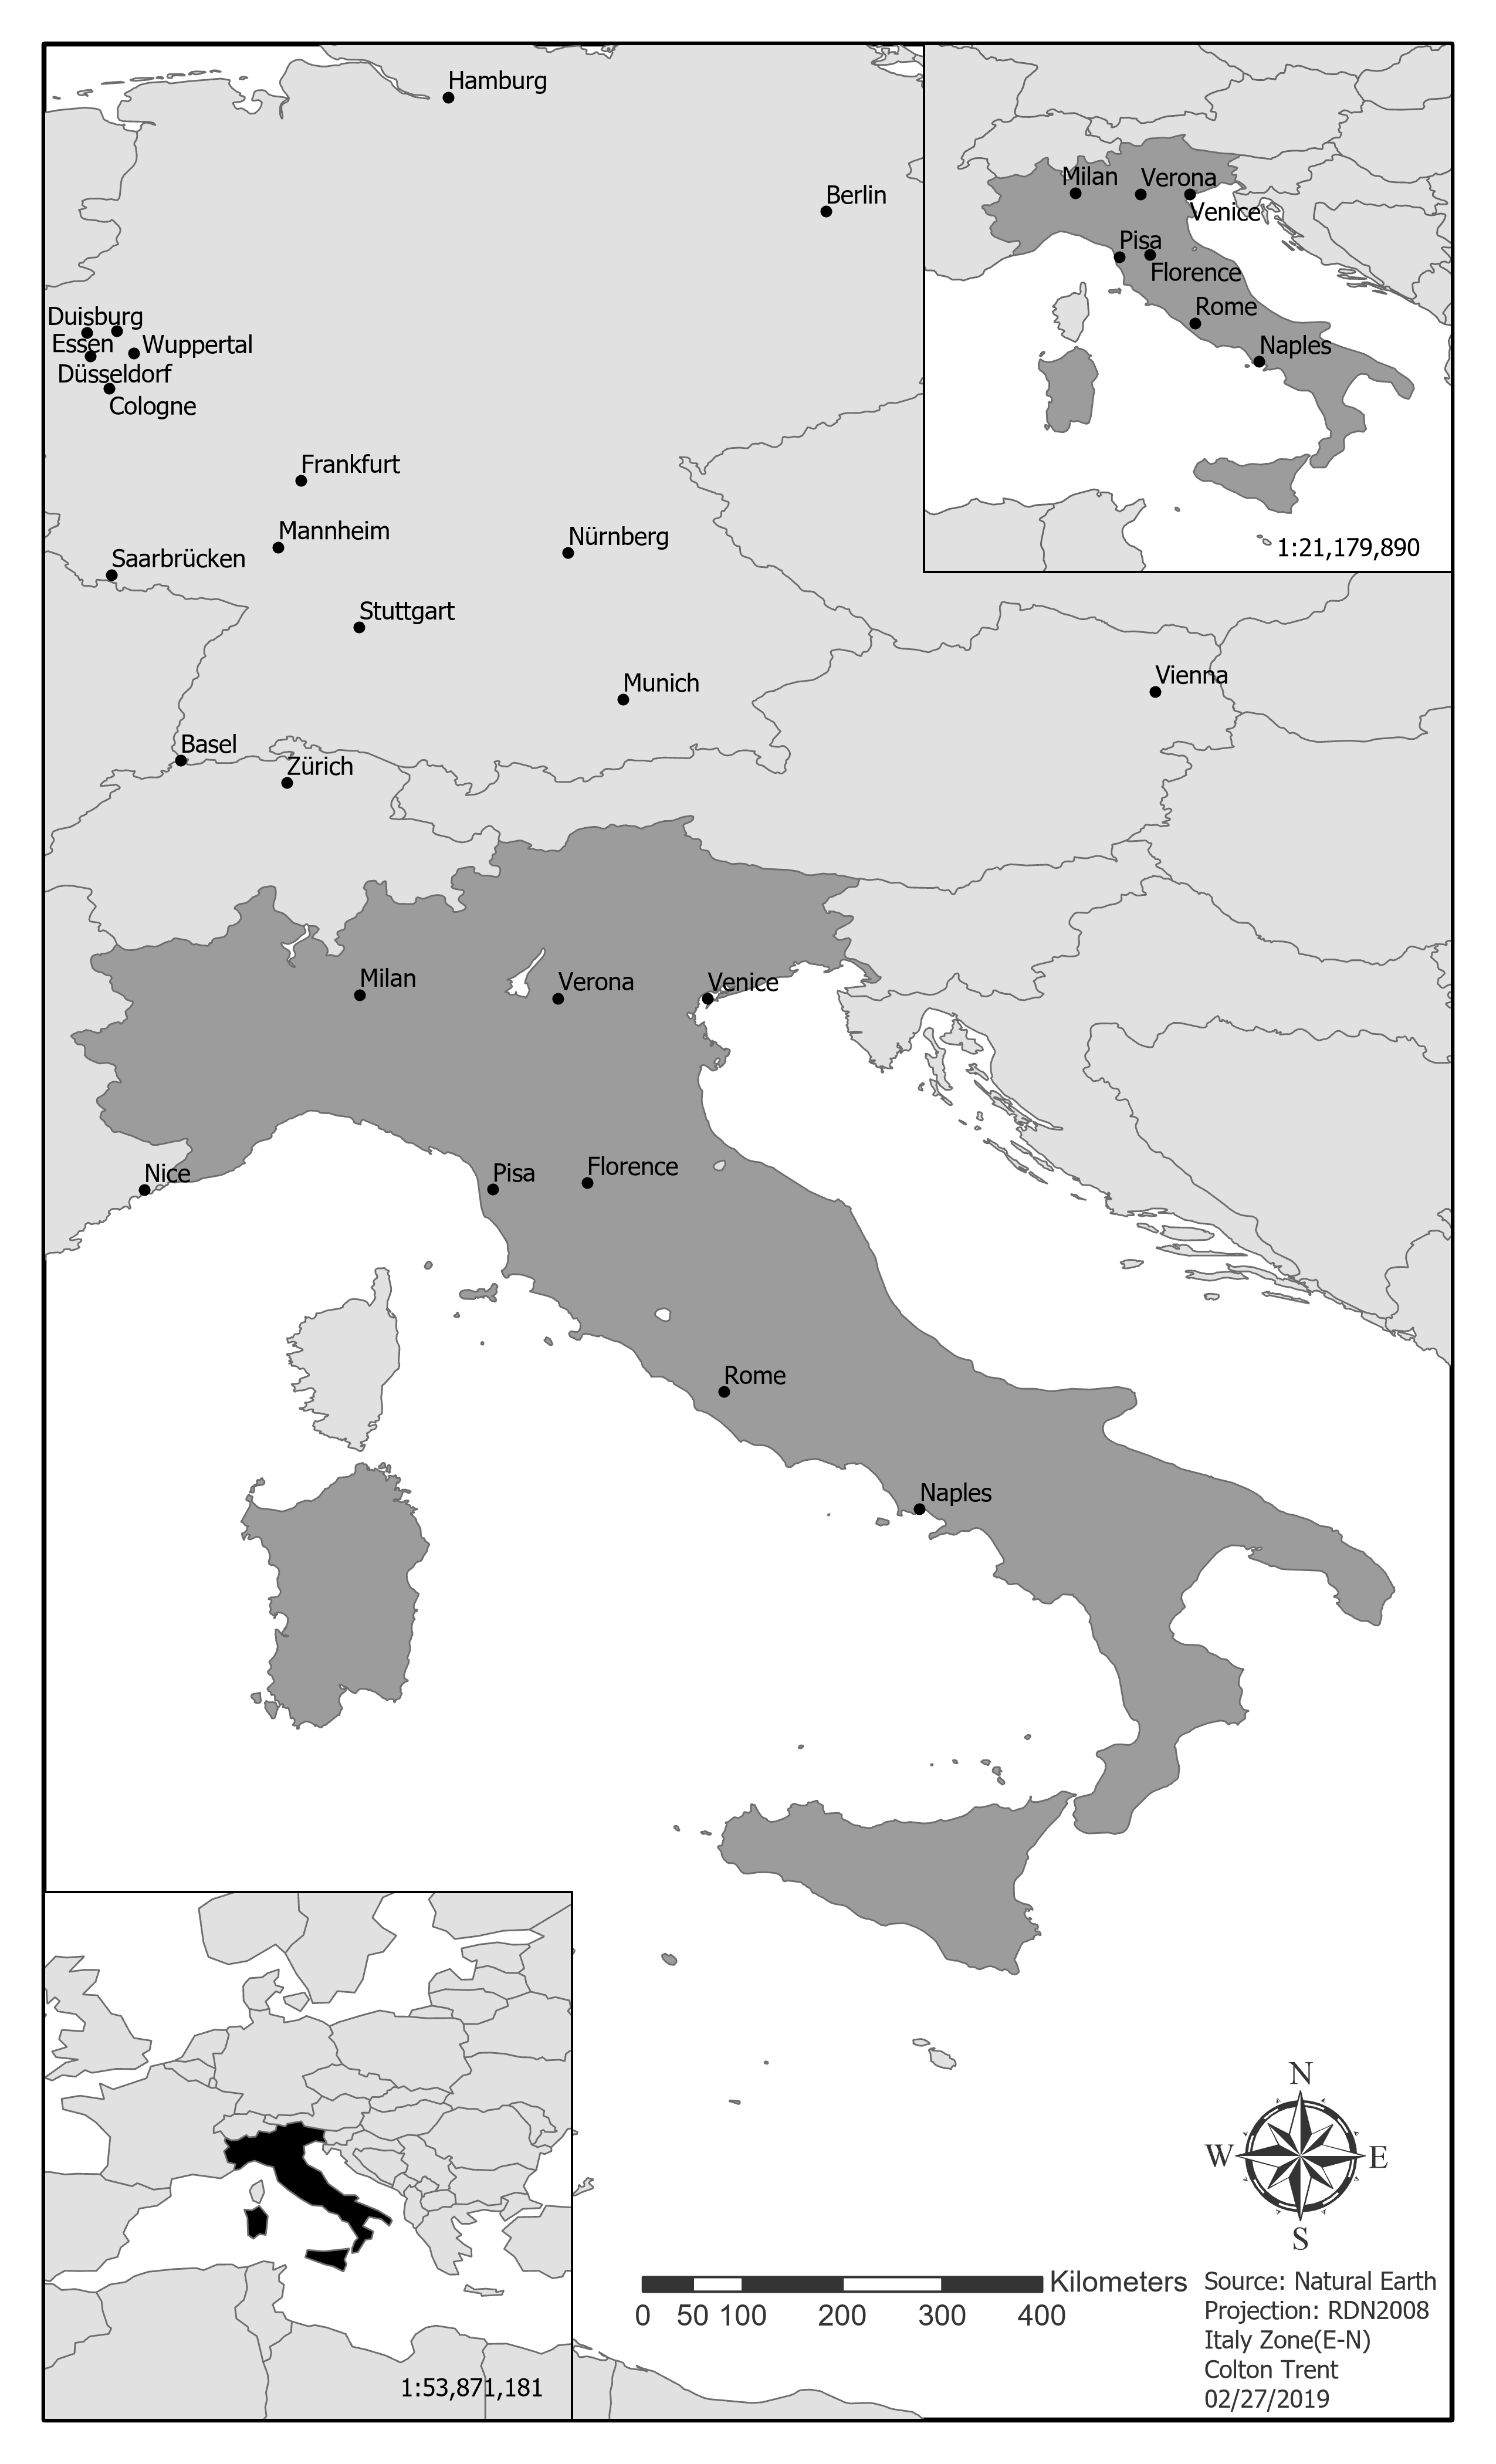 Hamburg
Berlin
Duisburg
Essen
Wuppertal
Düsseldorf
Cologne
Frankfurt
Mannheim
Nürnberg
Saarbrücken
Stuttgart
Munich
Vienna
Basel
Zürich
Milan
Verona
Venice
Pisa
Florence
Rome
Naples
1:21,179,890
Milan
Verona
Venice
Nice
Pisa
Florence
Rome
Naples
1:53,871,181
N
W
E
S
Kilometers
0 50 100 200 300 400
Source: Natural Earth
Projection: RDN2008
Italy Zone(E-N)
Colton Trent
02/27/2019